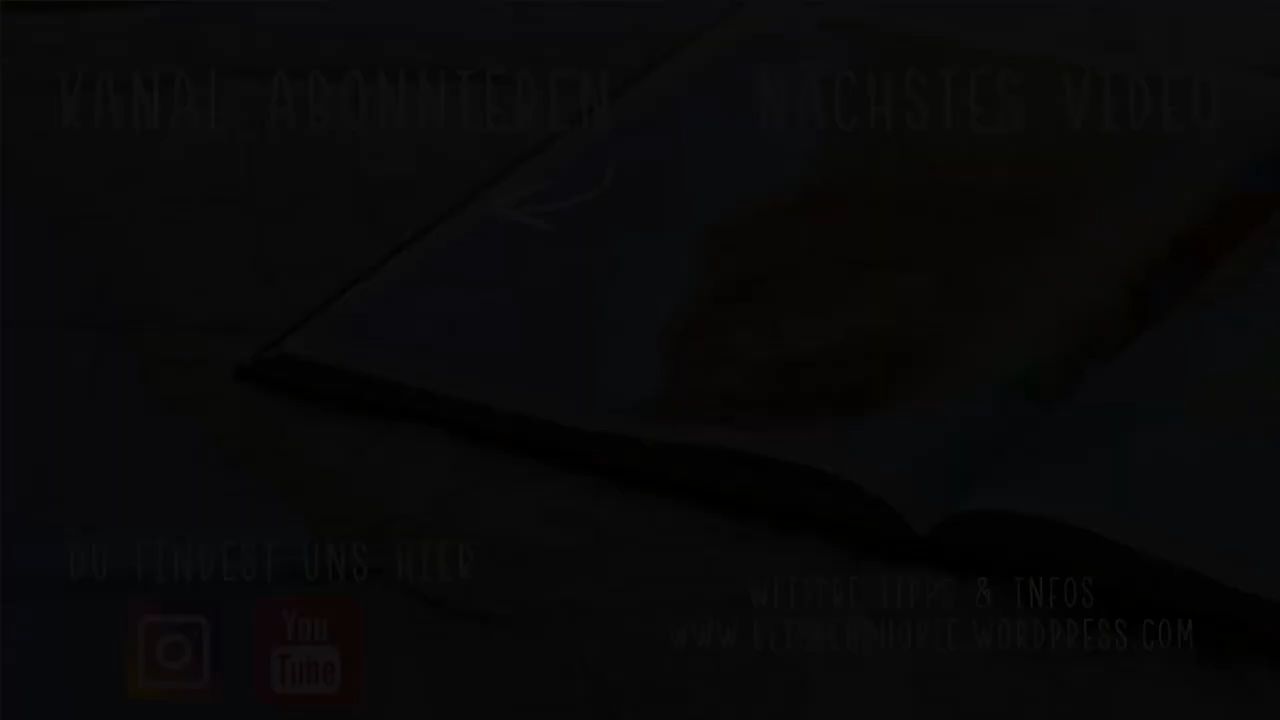 KANAL ABONNIEREN
NÄCHSTES VIDEO
DU FINDEST UNS HIER
You
Tube
WEITERE TIPPS & INFOS